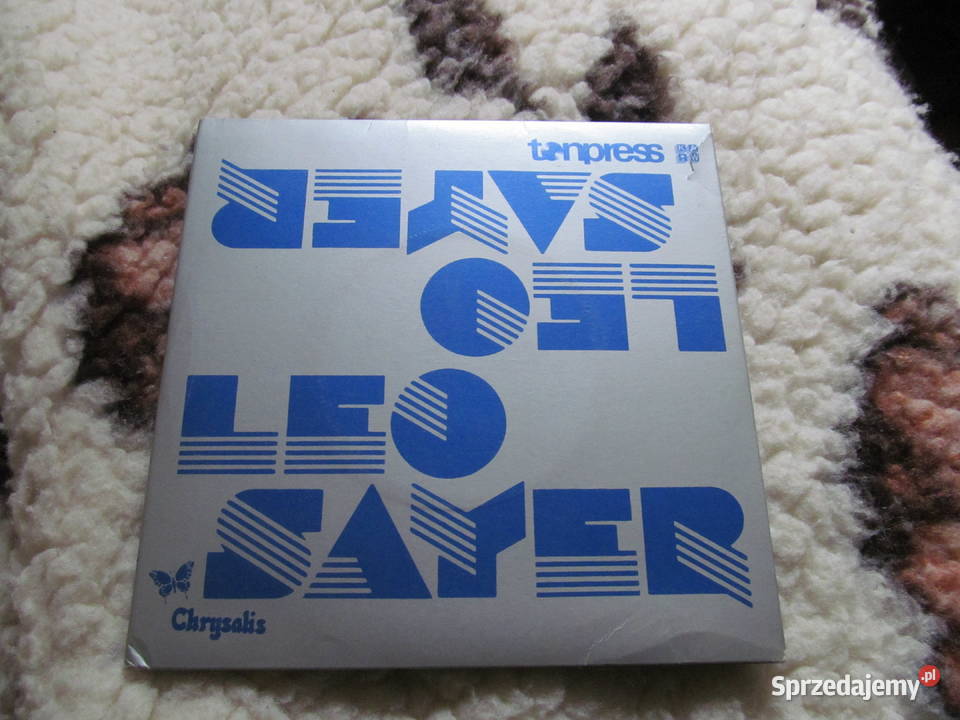 tonpress
SAYER
LEO
LEO
SAYER
Chrysalis
Sprzedajemy.pl